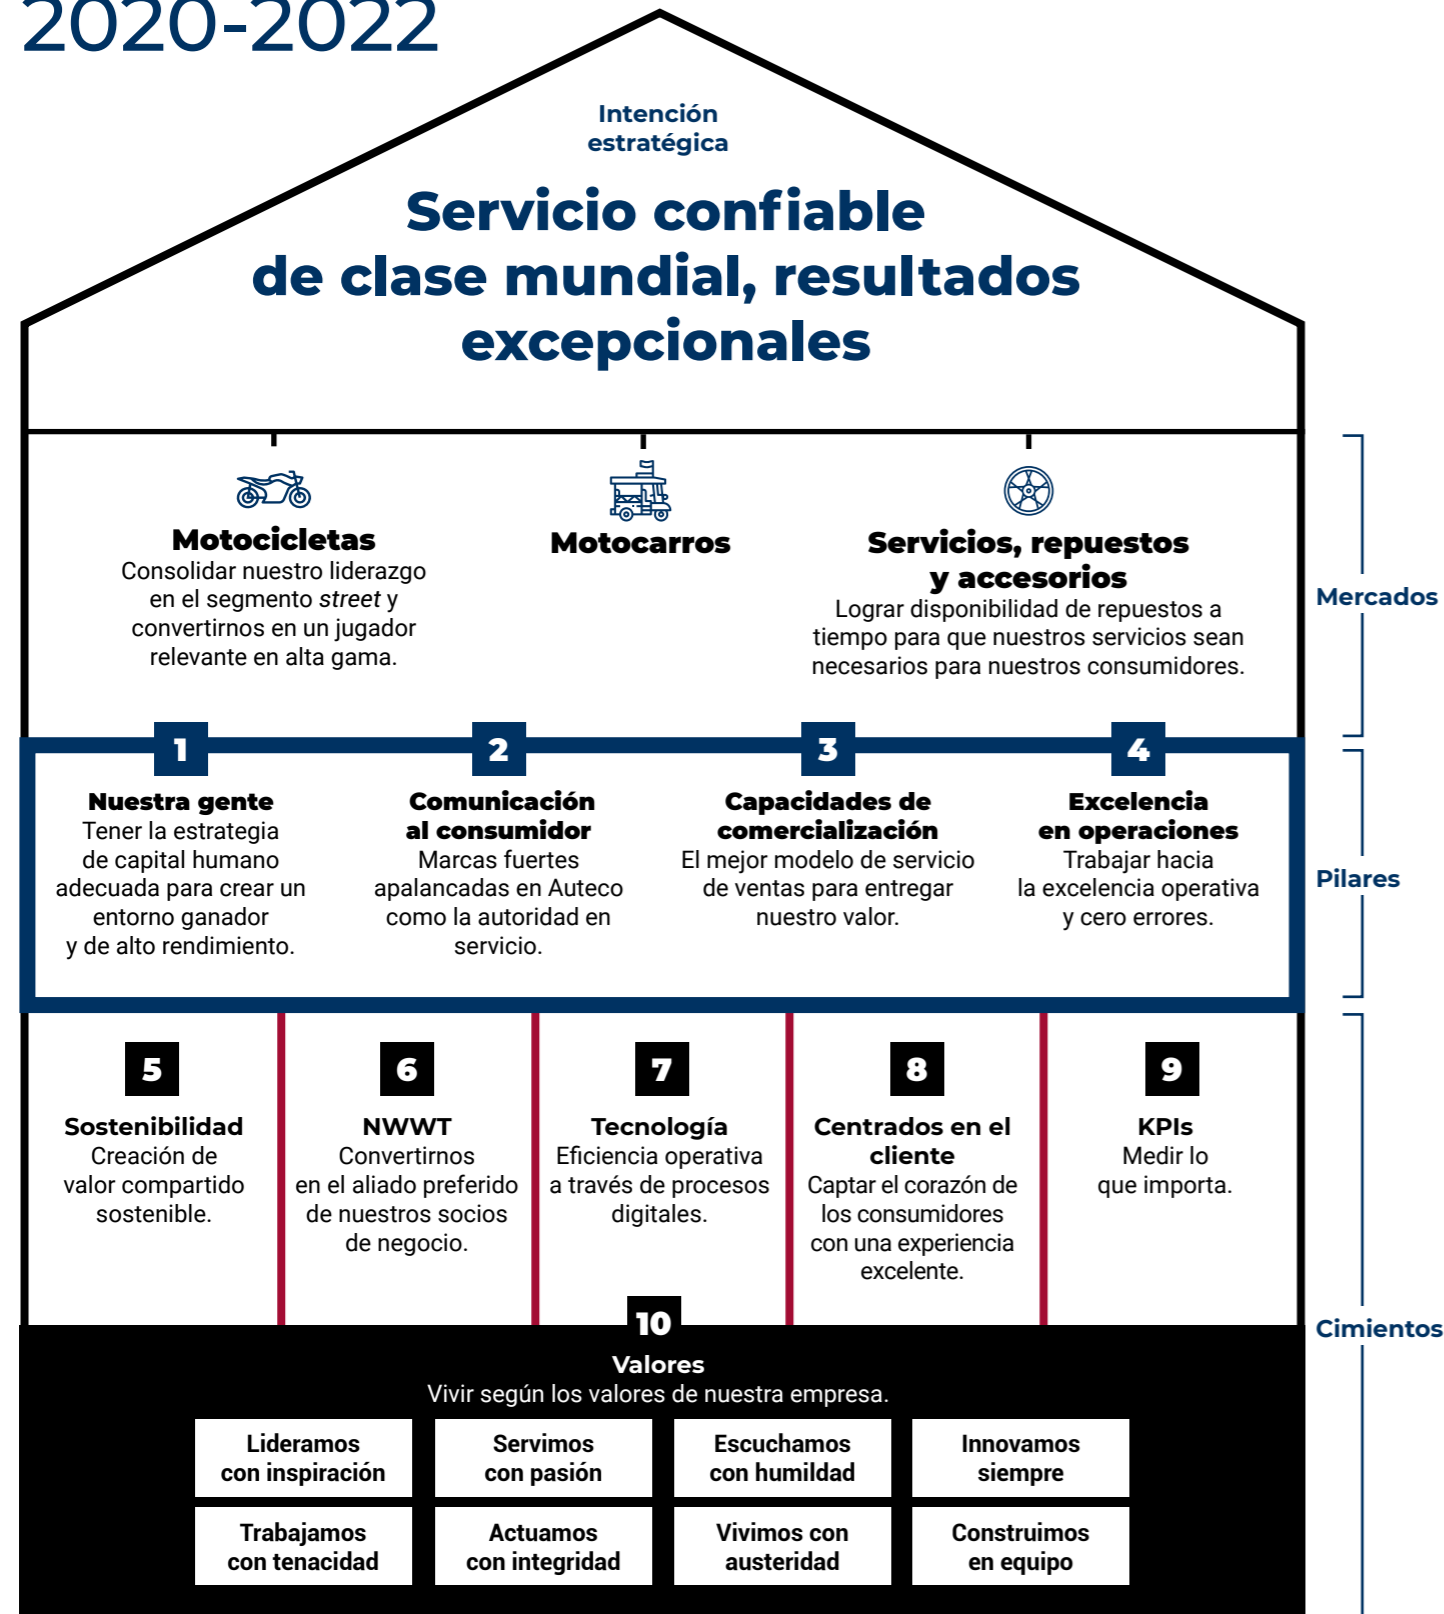 2020-2022
Intención
estratégica
Servicio confiable
de clase mundial, resultados
excepcionales
Motocicletas
Consolidar nuestro liderazgo
en el segmento street y
convertirnos en un jugador
relevante en alta gama.
Motocarros
Servicios, repuestos
y accesorios
Lograr disponibilidad de repuestos a
tiempo para que nuestros servicios sean
necesarios para nuestros consumidores.
Mercados
1
Nuestra gente
Tener la estrategia
de capital humano
adecuada para crear un
entorno ganador
y de alto rendimiento.
2
Comunicación
al consumidor
Marcas fuertes
apalancadas en Auteco
como la autoridad en
servicio.
3
Capacidades de
comercialización
El mejor modelo de servicio
de ventas para entregar
nuestro valor.
4
Excelencia
en operaciones
Trabajar hacia
la excelencia operativa
y cero errores.
Pilares
5
Sostenibilidad
Creación de
valor compartido
sostenible.
6
NWWT
Convertirnos
en el aliado preferido
de nuestros socios
de negocio.
7
Tecnología
Eficiencia operativa
a través de procesos
digitales.
8
Centrados en el
cliente
Captar el corazón de
los consumidores
con una experiencia
excelente.
9
KPIs
Medir lo
que importa.
Cimientos
10
Valores
Vivir según los valores de nuestra empresa.
Lideramos
con inspiración
Servimos
con pasión
Escuchamos
con humildad
Innovamos
siempre
Trabajamos
con tenacidad
Actuamos
con integridad
Vivimos con
austeridad
Construimos
en equipo